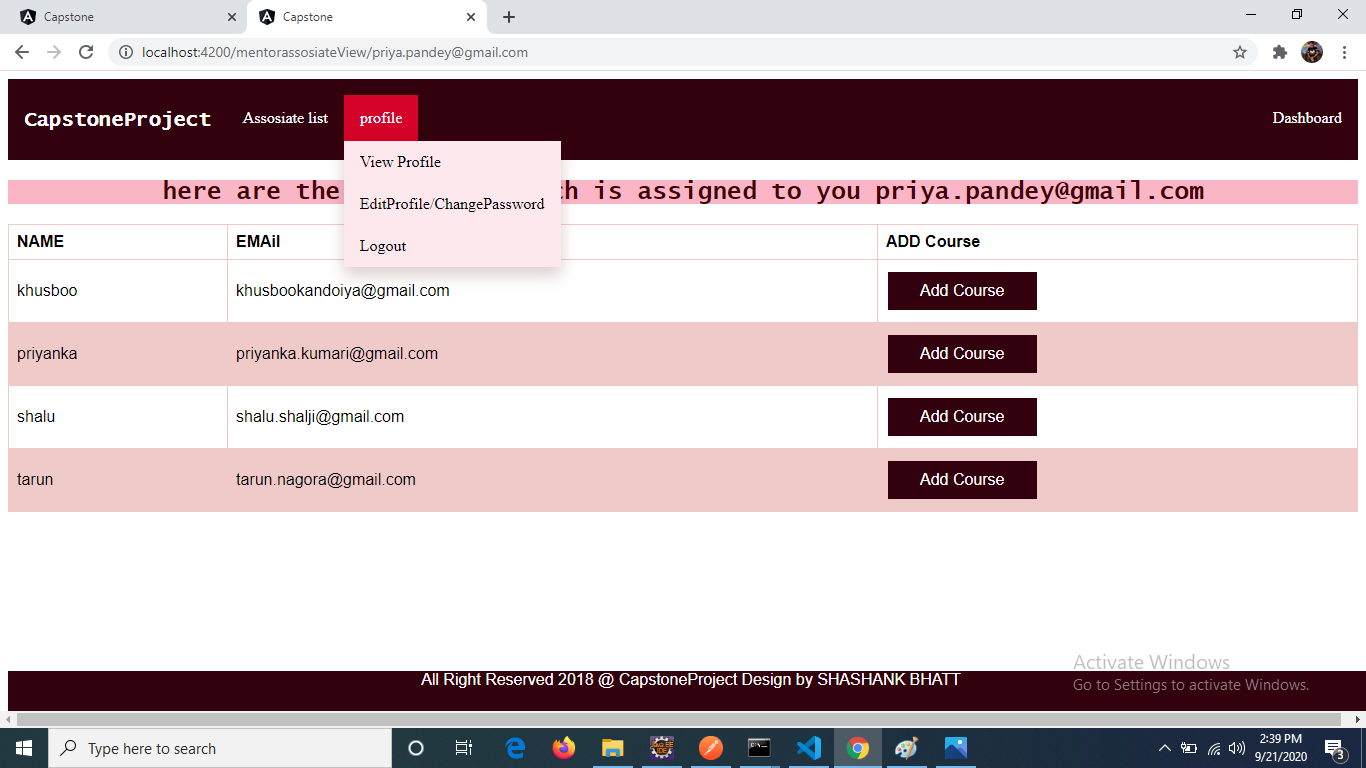 Capstone
Capstone
localhost:4200/mentorassosiateView/priya.pandey@gmail.com
CapstoneProject Assosiate list profile Dashboard
View Profile
EditProfile/ChangePassword
Logout
here are the is assigned to you priya.pandey@gmail.com
NAME EMAil ADD Course
khusboo khusbookandoiya@gmail.com Add Course
priyanka priyanka.kumari@gmail.com Add Course
shalu shalu.shalji@gmail.com Add Course
tarun tarun.nagora@gmail.com Add Course
All Right Reserved 2018 @ CapstoneProject Design by SHASHANK BHATT
Activate Windows
Go to Settings to activate Windows.
Type here to search
2:39 PM
9/21/2020
3